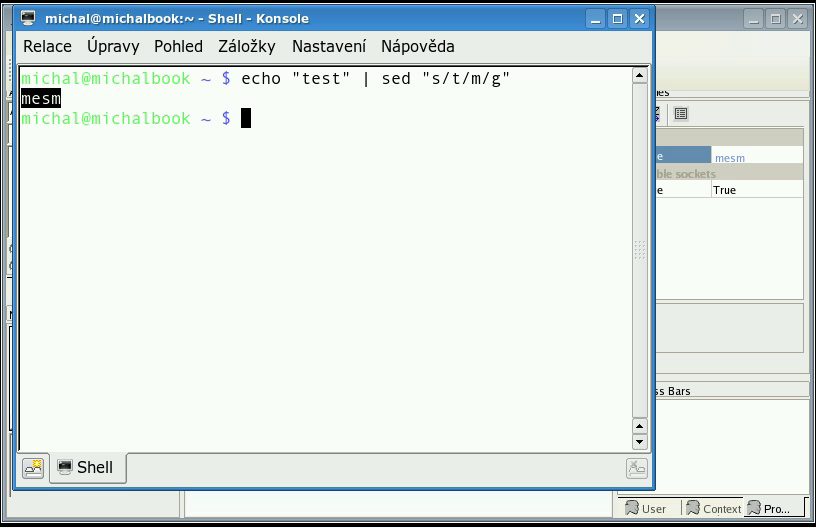 michal@michalbook:~ - Shell - Konsole
Relace Úpravy Pohled Záložky Nastavení Nápověda
michal@michalbook ~ $ echo "test" | sed "s/t/m/g"
mesm
michal@michalbook ~ $
mesm
ble sockets
True
ss Bars
Shell
User Context Pro...